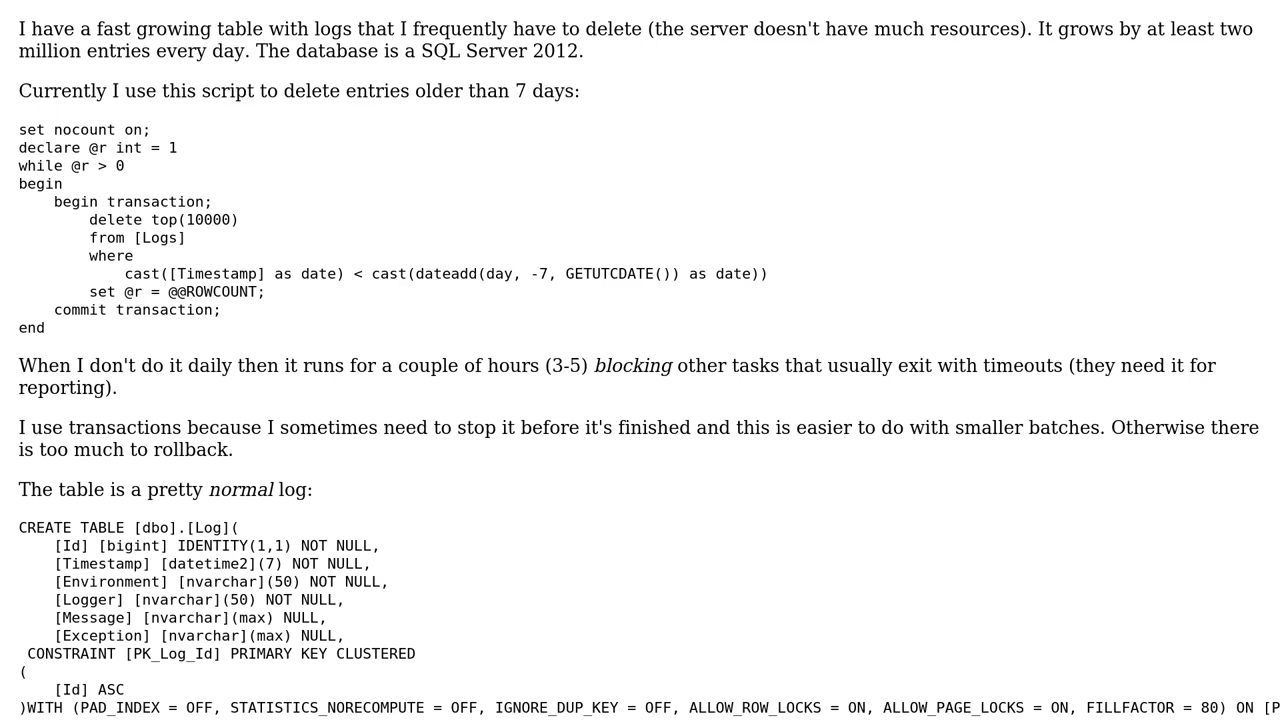 I have a fast growing table with logs that I frequently have to delete (the server doesn't have much resources). It grows by at least two
million entries every day. The database is a SQL Server 2012.
Currently I use this script to delete entries older than 7 days:
set nocount on;
declare @r int = 1
while @r > 0
begin
    begin transaction;
        delete top(10000)
        from [Logs]
        where
            cast([Timestamp] as date) < cast(dateadd(day, -7, GETUTCDATE()) as date))
        set @r = @@ROWCOUNT;
    commit transaction;
end
When I don't do it daily then it runs for a couple of hours (3-5) blocking other tasks that usually exit with timeouts (they need it for
reporting).
I use transactions because I sometimes need to stop it before it's finished and this is easier to do with smaller batches. Otherwise there
is too much to rollback.
The table is a pretty normal log:
CREATE TABLE [dbo].[Log](
    [Id] [bigint] IDENTITY(1,1) NOT NULL,
    [Timestamp] [datetime2](7) NOT NULL,
    [Environment] [nvarchar](50) NOT NULL,
    [Logger] [nvarchar](50) NOT NULL,
    [Message] [nvarchar](max) NULL,
    [Exception] [nvarchar](max) NULL,
 CONSTRAINT [PK_Log_Id] PRIMARY KEY CLUSTERED
(
    [Id] ASC
)WITH (PAD_INDEX = OFF, STATISTICS_NORECOMPUTE = OFF, IGNORE_DUP_KEY = OFF, ALLOW_ROW_LOCKS = ON, ALLOW_PAGE_LOCKS = ON, FILLFACTOR = 80) ON [P